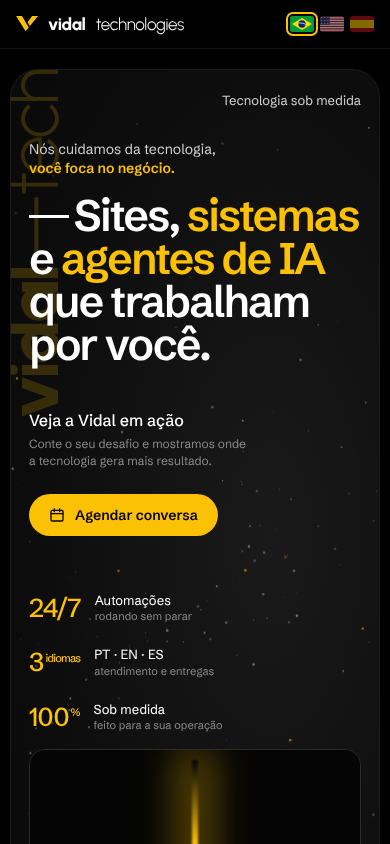 vidal technologies
Tecnologia sob medida
vidal — tech
Nós cuidamos da tecnologia,
você foca no negócio.
— Sites, sistemas
e agentes de IA
que trabalham
por você.
Veja a Vidal em ação
Conte o seu desafio e mostramos onde
a tecnologia gera mais resultado.
Agendar conversa
24/7 Automações
rodando sem parar
3 idiomas PT · EN · ES
atendimento e entregas
100% Sob medida
feito para a sua operação